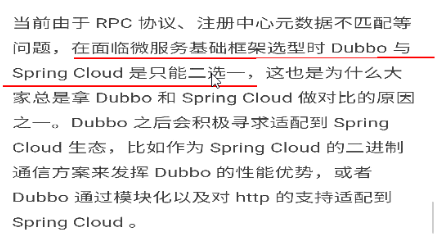 当前由于 RPC 协议、注册中心元数据不匹配等
问题，在面临微服务基础框架选型时 Dubbo 与
Spring Cloud 是只能二选一，这也是为什么大
家总是拿 Dubbo 和 Spring Cloud 做对比的原因
之一。Dubbo 之后会积极寻求适配到 Spring
Cloud 生态，比如作为 Spring Cloud 的二进制
通信方案来发挥 Dubbo 的性能优势，或者
Dubbo 通过模块化以及对 http 的支持适配到
Spring Cloud 。